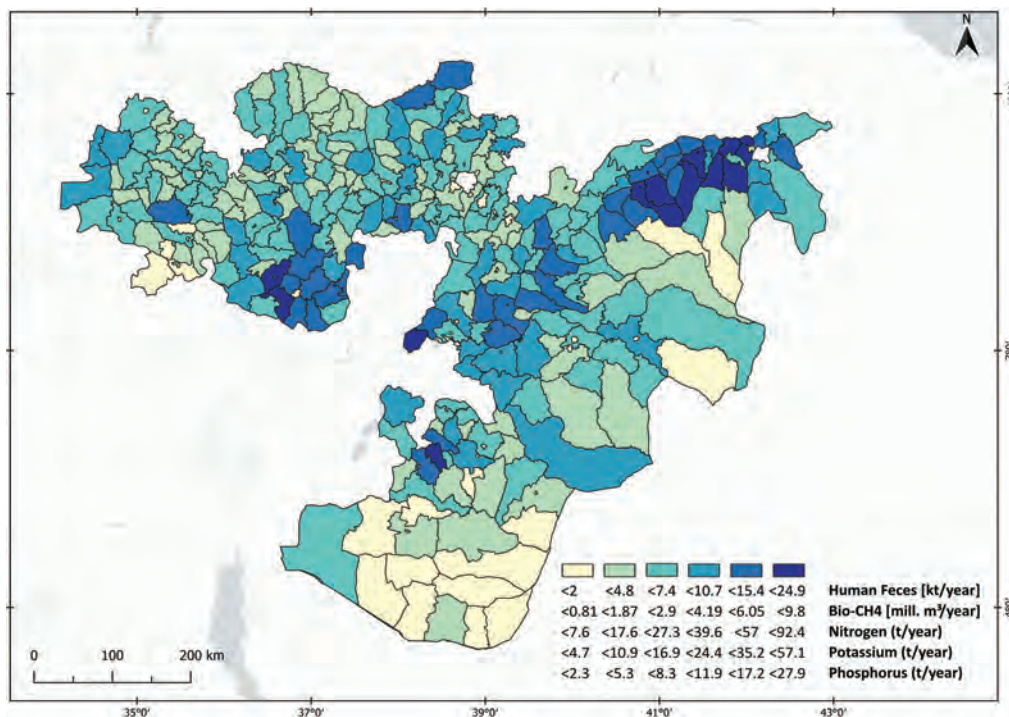 N
<2 <4.8 <7.4 <10.7 <15.4 <24.9 Human Feces [kt/year]
<0.81 <1.87 <2.9 <4.19 <6.05 <9.8 Bio-CH4 [mill. m³/year]
<7.6 <17.6 <27.3 <39.6 <57 <92.4 Nitrogen (t/year)
<4.7 <10.9 <16.9 <24.4 <35.2 <57.1 Potassium (t/year)
<2.3 <5.3 <8.3 <11.9 <17.2 <27.9 Phosphorus (t/year)
0 100 200 km
35°0' 37°0' 39°0' 41°0' 43°0'